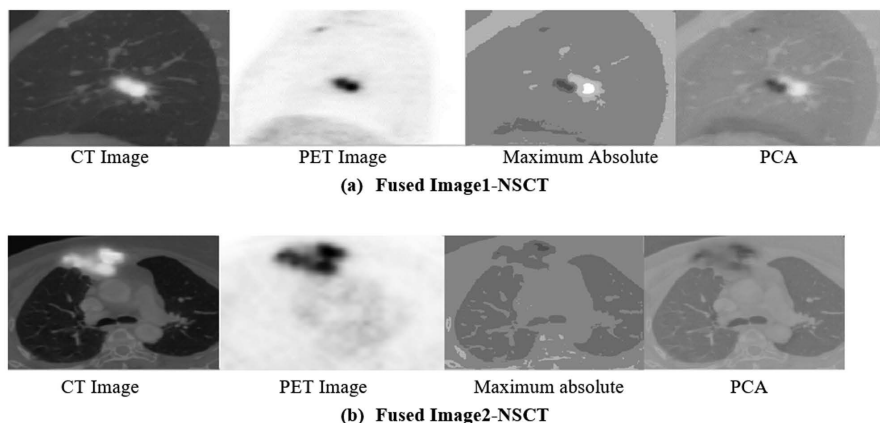 CT Image PET Image Maximum Absolute PCA
(a) Fused Image1-NSCT
CT Image PET Image Maximum absolute PCA
(b) Fused Image2-NSCT